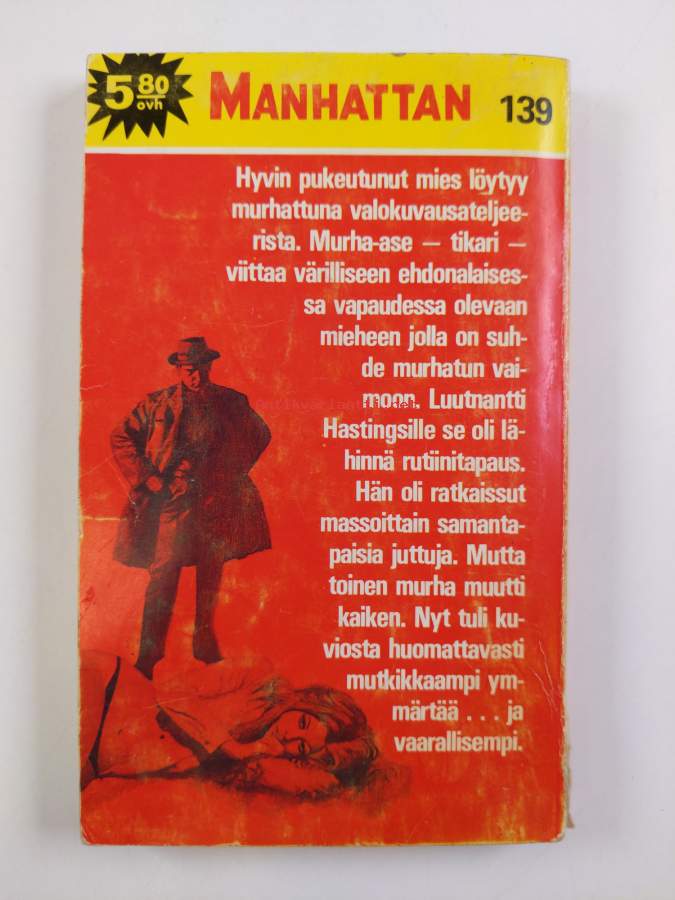 5 80
ovh
MANHATTAN 139
Hyvin pukeutunut mies löytyy
murhattuna valokuvausateljee-
rista. Murha-ase — tikari —
viittaa värilliseen ehdonalaises-
sa vapaudessa olevaan
mieheen jolla on suh-
de murhatun vai-
moon. Luutnantti
Hastingsille se oli lä-
hinnä rutiinitapaus.
Hän oli ratkaissut
massoittain samanta-
paisia juttuja. Mutta
toinen murha muutti
kaiken. Nyt tuli ku-
viosta huomattavasti
mutkikkaampi ym-
märtää . . . ja
vaarallisempi.